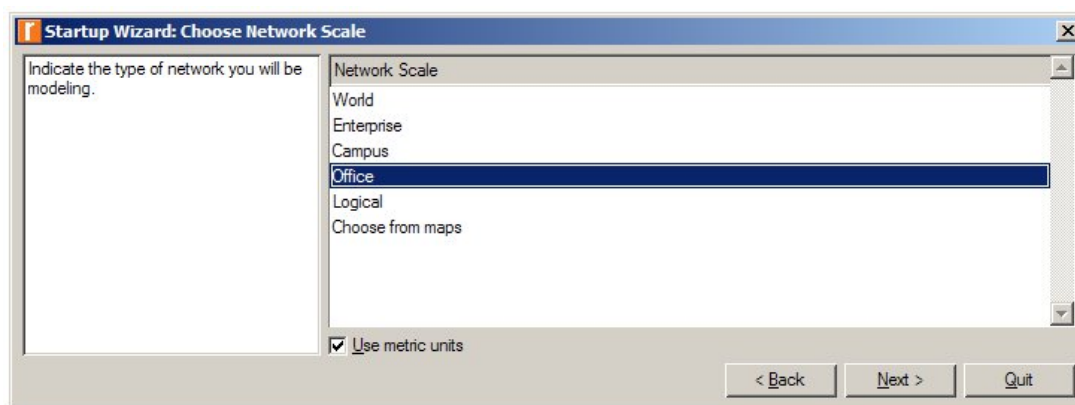 Startup Wizard: Choose Network Scale
Indicate the type of network you will be
modeling.
Network Scale
World
Enterprise
Campus
Office
Logical
Choose from maps
Use metric units
< Back
Next >
Quit